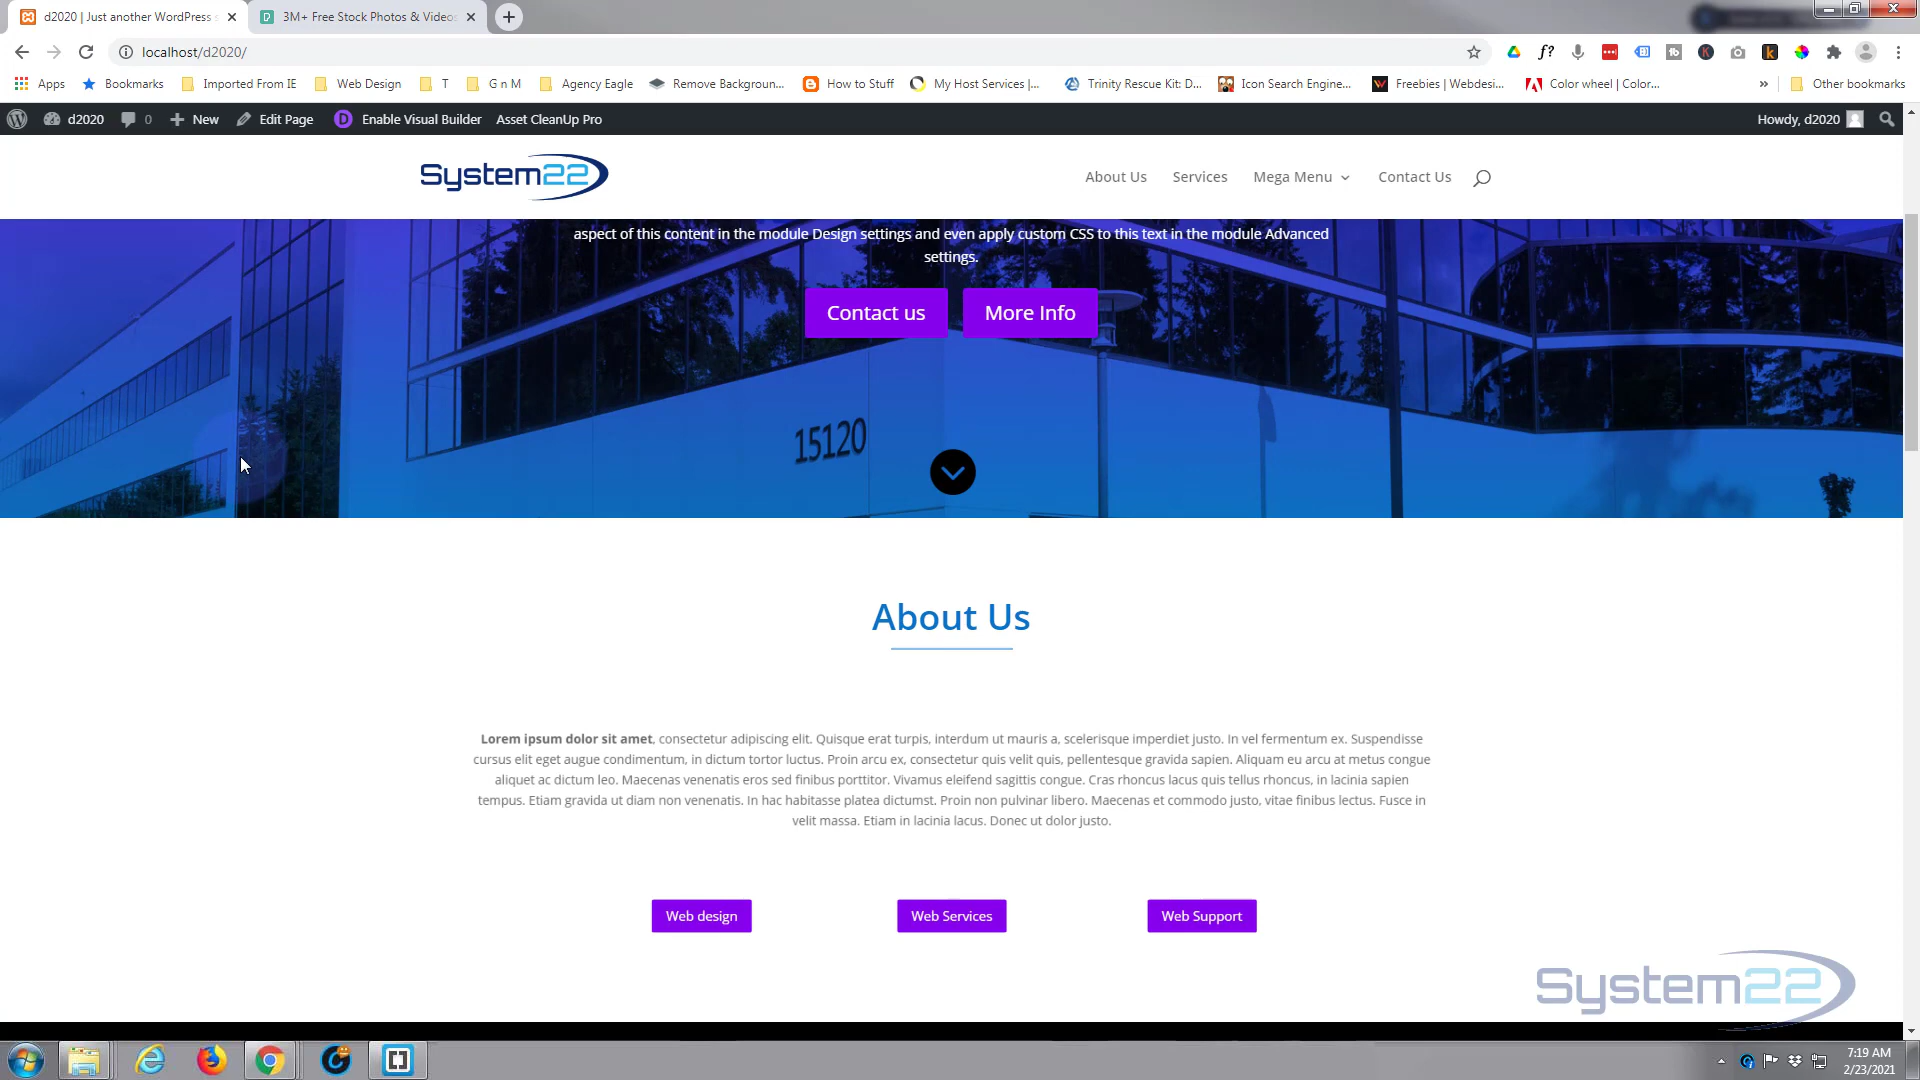 d2020 | Just another WordPress s
3M+ Free Stock Photos & Videos
localhost/d2020/
f?
Apps
Bookmarks
Imported From IE
Web Design
T
G n M
Agency Eagle
Remove Backgroun...
How to Stuff
My Host Services |...
Trinity Rescue Kit: D...
Icon Search Engine...
Freebies | Webdesi...
Color wheel | Color...
»
Other bookmarks
d2020
0
New
Edit Page
D
Enable Visual Builder
Asset CleanUp Pro
Howdy, d2020
System22
About Us
Services
Mega Menu
Contact Us
aspect of this content in the module Design settings and even apply custom CSS to this text in the module Advanced
settings.
Contact us
More Info
15120
About Us
Lorem ipsum dolor sit amet, consectetur adipiscing elit. Quisque erat turpis, interdum ut mauris a, scelerisque imperdiet justo. In vel fermentum ex. Suspendisse
cursus elit eget augue condimentum, in dictum tortor luctus. Proin arcu ex, consectetur quis velit quis, pellentesque gravida sapien. Aliquam eu arcu at metus congue
aliquet ac dictum leo. Maecenas venenatis eros sed finibus porttitor. Vivamus eleifend sagittis congue. Cras rhoncus lacus quis tellus rhoncus, in lacinia sapien
tempus. Etiam gravida ut diam non venenatis. In hac habitasse platea dictumst. Proin non pulvinar libero. Maecenas et commodo justo, vitae finibus lectus. Fusce in
velit massa. Etiam in lacinia lacus. Donec ut dolor justo.
Web design
Web Services
Web Support
System22
7:19 AM
2/23/2021